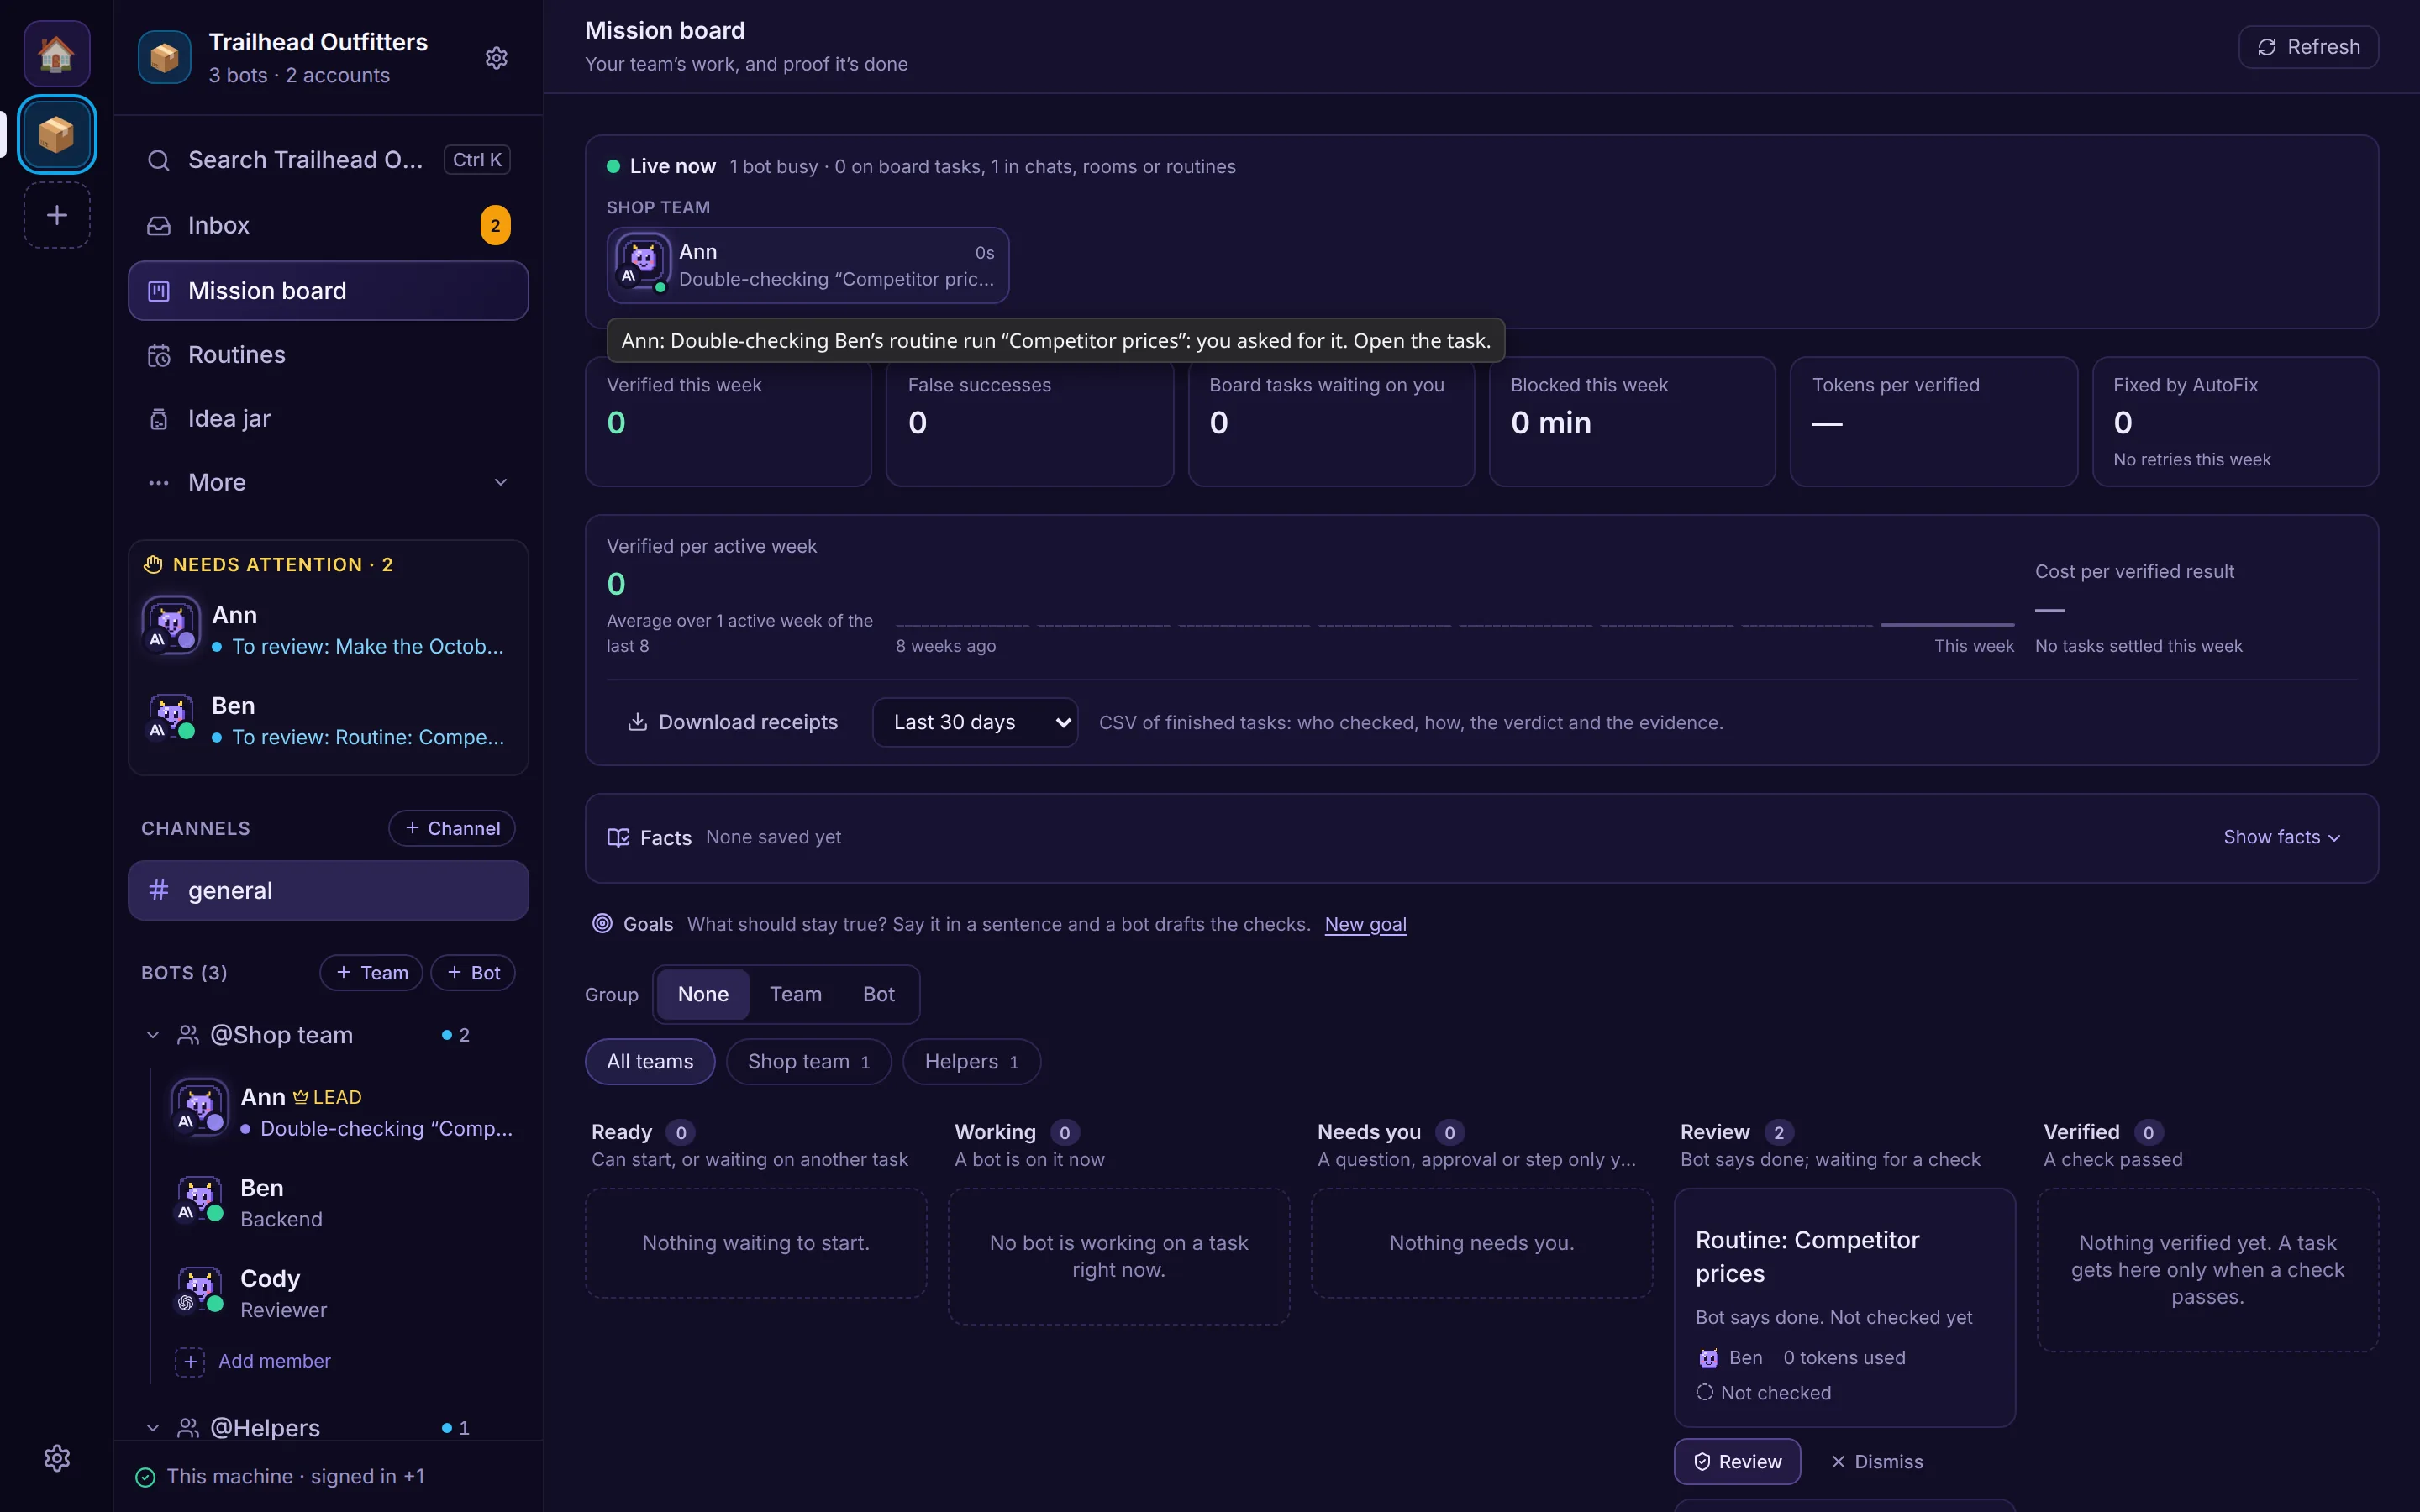 Trailhead Outfitters
3 bots · 2 accounts
Search Trailhead O... Ctrl K
Inbox 2
Mission board
Routines
Idea jar
More
NEEDS ATTENTION · 2
Ann
To review: Make the Octob...
Ben
To review: Routine: Compe...
CHANNELS + Channel
# general
BOTS (3) + Team + Bot
@Shop team 2
Ann LEAD
Double-checking “Comp...
Ben
Backend
Cody
Reviewer
+ Add member
@Helpers 1
This machine · signed in +1
Mission board
Your team’s work, and proof it’s done
Refresh
Live now 1 bot busy · 0 on board tasks, 1 in chats, rooms or routines
SHOP TEAM
Ann 0s
Double-checking “Competitor pric...
Ann: Double-checking Ben’s routine run “Competitor prices”: you asked for it. Open the task.
Verified this week
0
False successes
0
Board tasks waiting on you
0
Blocked this week
0 min
Tokens per verified
—
Fixed by AutoFix
0
No retries this week
Verified per active week
0
Average over 1 active week of the
last 8
8 weeks ago
This week
Cost per verified result
—
No tasks settled this week
Download receipts Last 30 days CSV of finished tasks: who checked, how, the verdict and the evidence.
Facts None saved yet Show facts
Goals What should stay true? Say it in a sentence and a bot drafts the checks. New goal
Group None Team Bot
All teams Shop team 1 Helpers 1
Ready 0
Can start, or waiting on another task
Nothing waiting to start.
Working 0
A bot is on it now
No bot is working on a task
right now.
Needs you 0
A question, approval or step only y...
Nothing needs you.
Review 2
Bot says done; waiting for a check
Routine: Competitor
prices
Bot says done. Not checked yet
Ben 0 tokens used
Not checked
Review Dismiss
Verified 0
A check passed
Nothing verified yet. A task
gets here only when a check
passes.